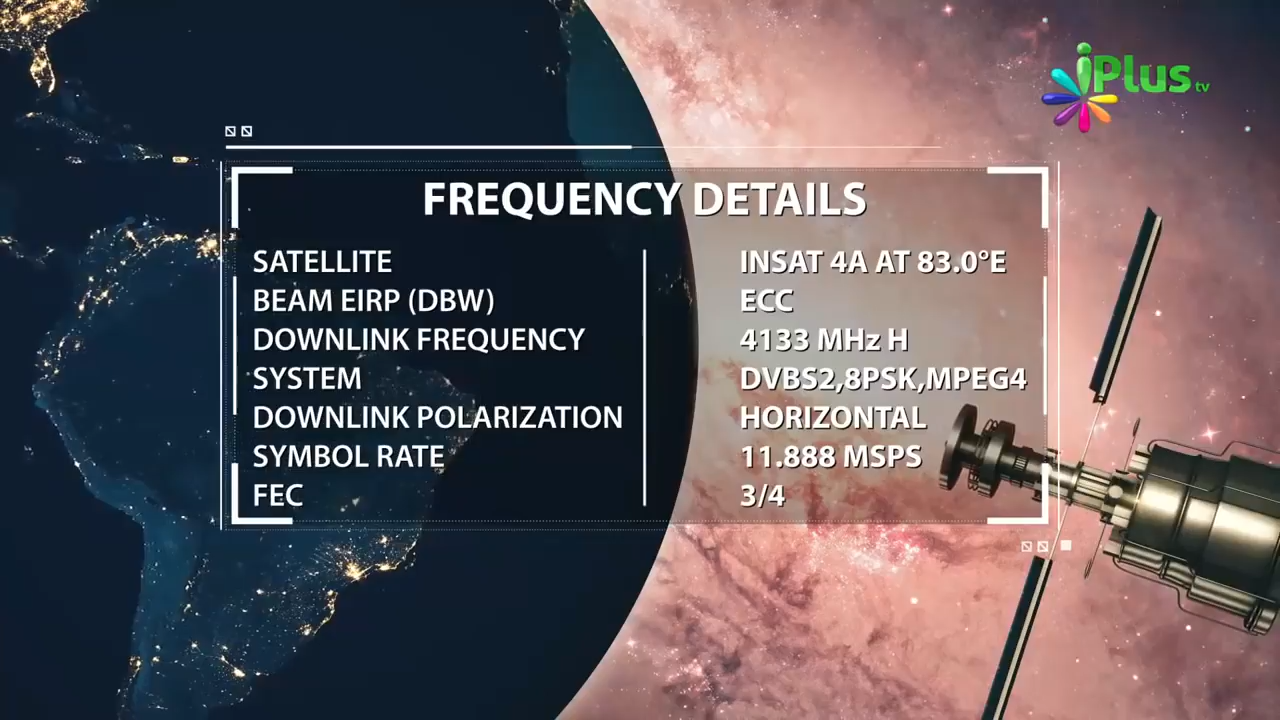 iPlus tv
FREQUENCY DETAILS
SATELLITE INSAT 4A AT 83.0°E
BEAM EIRP (DBW) ECC
DOWNLINK FREQUENCY 4133 MHz H
SYSTEM DVBS2,8PSK,MPEG4
DOWNLINK POLARIZATION HORIZONTAL
SYMBOL RATE 11.888 MSPS
FEC 3/4